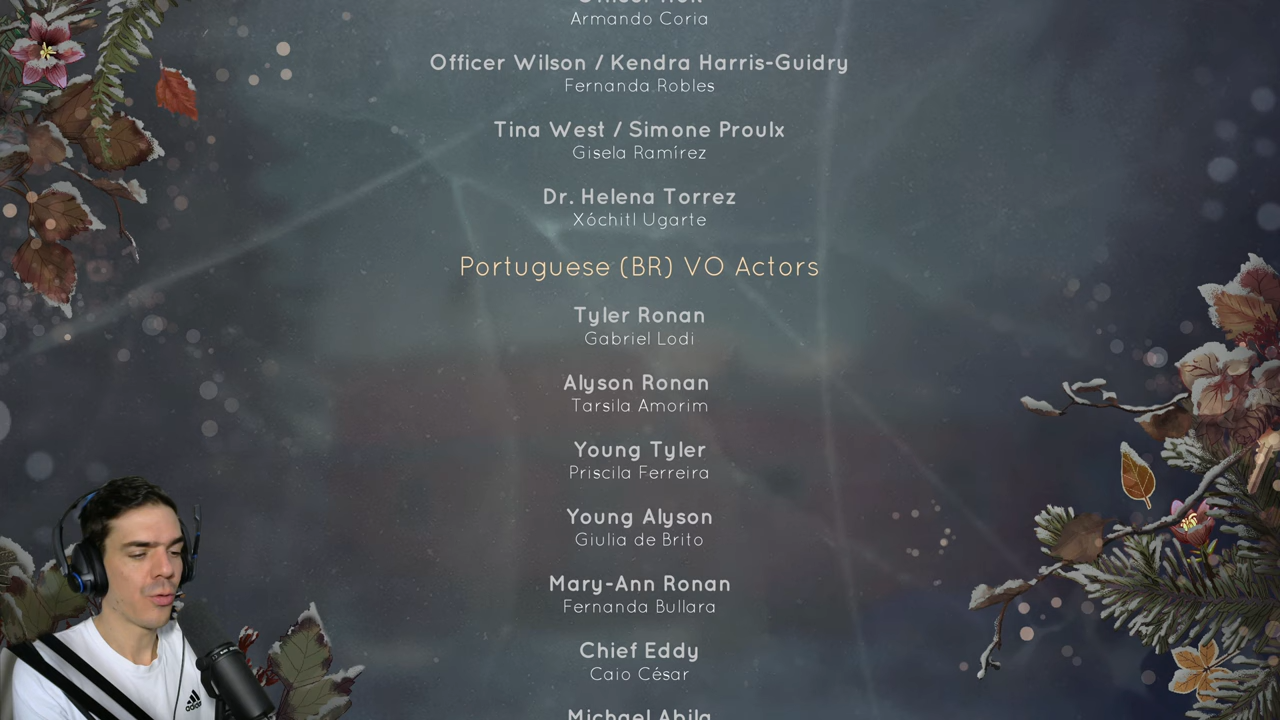 Armando Coria
Officer Wilson / Kendra Harris-Guidry
Fernanda Robles
Tina West / Simone Proulx
Gisela Ramírez
Dr. Helena Torrez
Xóchitl Ugarte
Portuguese (BR) VO Actors
Tyler Ronan
Gabriel Lodi
Alyson Ronan
Tarsila Amorim
Young Tyler
Priscila Ferreira
Young Alyson
Giulia de Brito
Mary-Ann Ronan
Fernanda Bullara
Chief Eddy
Caio César
Michael Abila
adidas